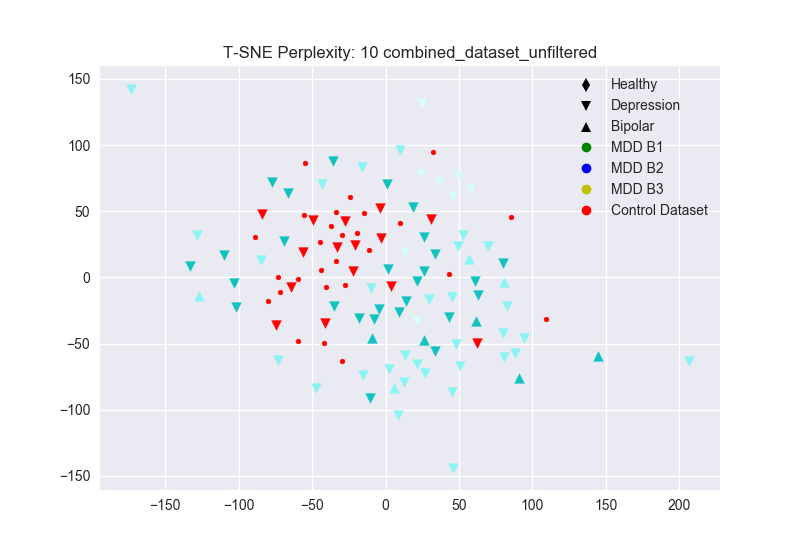 T-SNE Perplexity: 10 combined_dataset_unfiltered
150
100
50
0
−50
−100
−150
−150
−100
−50
0
50
100
150
200
Healthy
Depression
Bipolar
MDD B1
MDD B2
MDD B3
Control Dataset